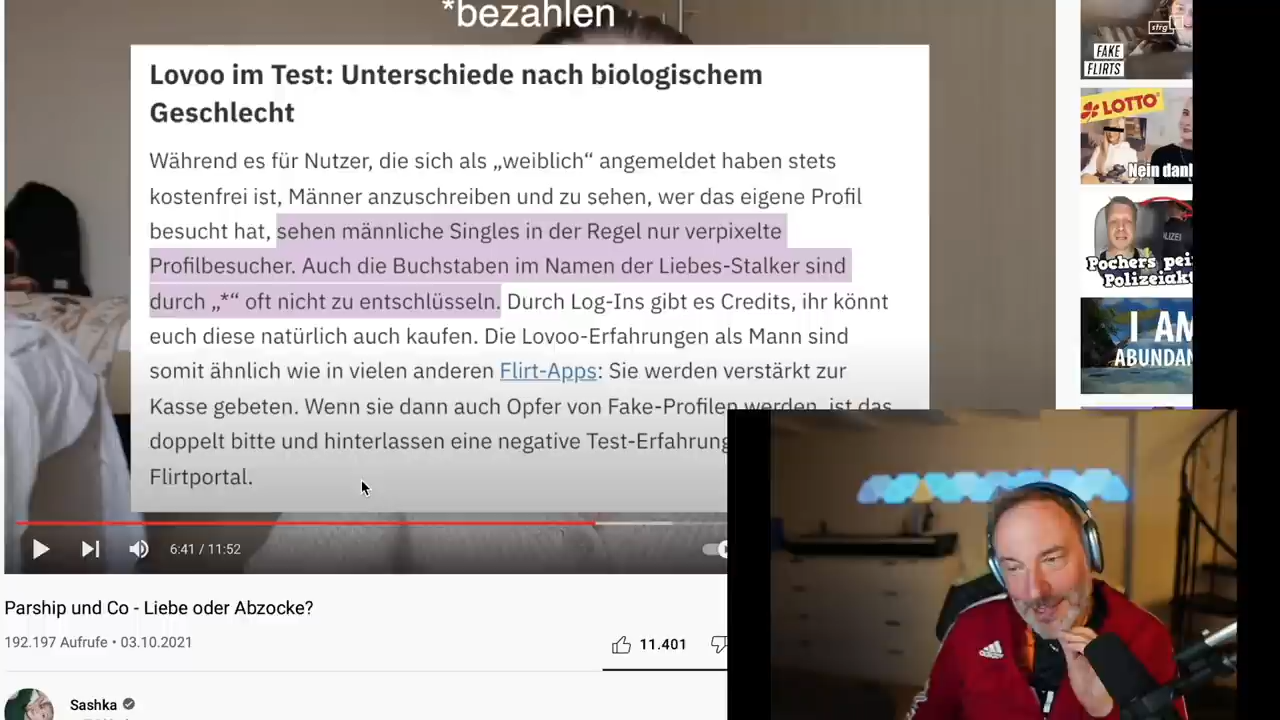 *bezahlen
Lovoo im Test: Unterschiede nach biologischem
Geschlecht
Während es für Nutzer, die sich als „weiblich“ angemeldet haben stets
kostenfrei ist, Männer anzuschreiben und zu sehen, wer das eigene Profil
besucht hat, sehen männliche Singles in der Regel nur verpixelte
Profilbesucher. Auch die Buchstaben im Namen der Liebes-Stalker sind
durch „*“ oft nicht zu entschlüsseln. Durch Log-Ins gibt es Credits, ihr könnt
euch diese natürlich auch kaufen. Die Lovoo-Erfahrungen als Mann sind
somit ähnlich wie in vielen anderen Flirt-Apps: Sie werden verstärkt zur
Kasse gebeten. Wenn sie dann auch Opfer von Fake-Profilen werden, ist das
doppelt bitte und hinterlassen eine negative Test-Erfahrung
Flirtportal.
6:41 / 11:52
Parship und Co - Liebe oder Abzocke?
192.197 Aufrufe • 03.10.2021
11.401
Sashka
strg
FAKE
FLIRTS
LOTTO
Nein dan
Pochers pei
Polizeiak
I AM
ABUNDAN